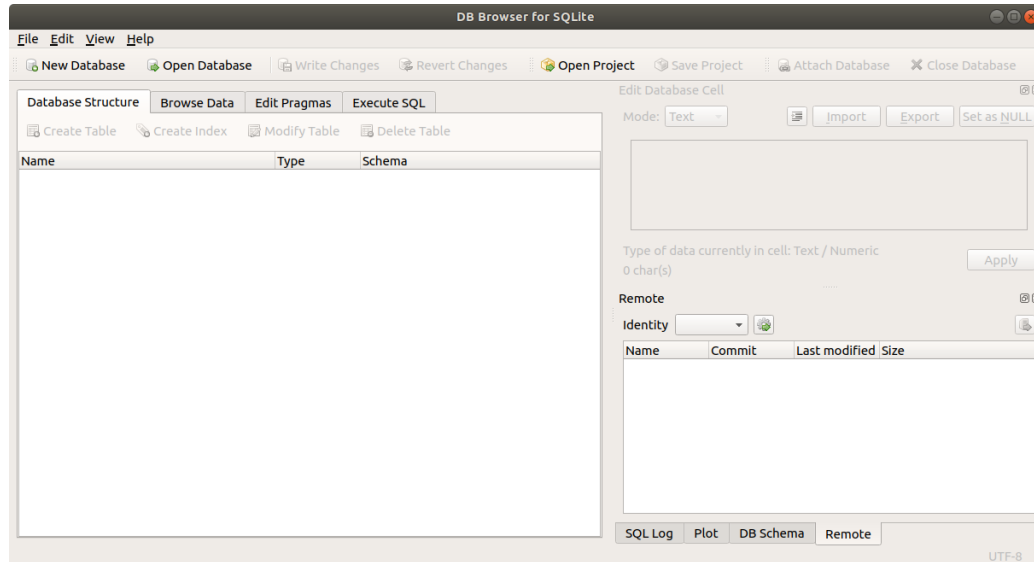 DB Browser for SQLite
File Edit View Help
New Database Open Database Write Changes Revert Changes Open Project Save Project Attach Database Close Database
Database Structure Browse Data Edit Pragmas Execute SQL
Create Table Create Index Modify Table Delete Table
Name Type Schema
Edit Database Cell
Mode: Text Import Export Set as NULL
Type of data currently in cell: Text / Numeric
0 char(s)
Apply
Remote
Identity
Name Commit Last modified Size
SQL Log Plot DB Schema Remote
UTF-8